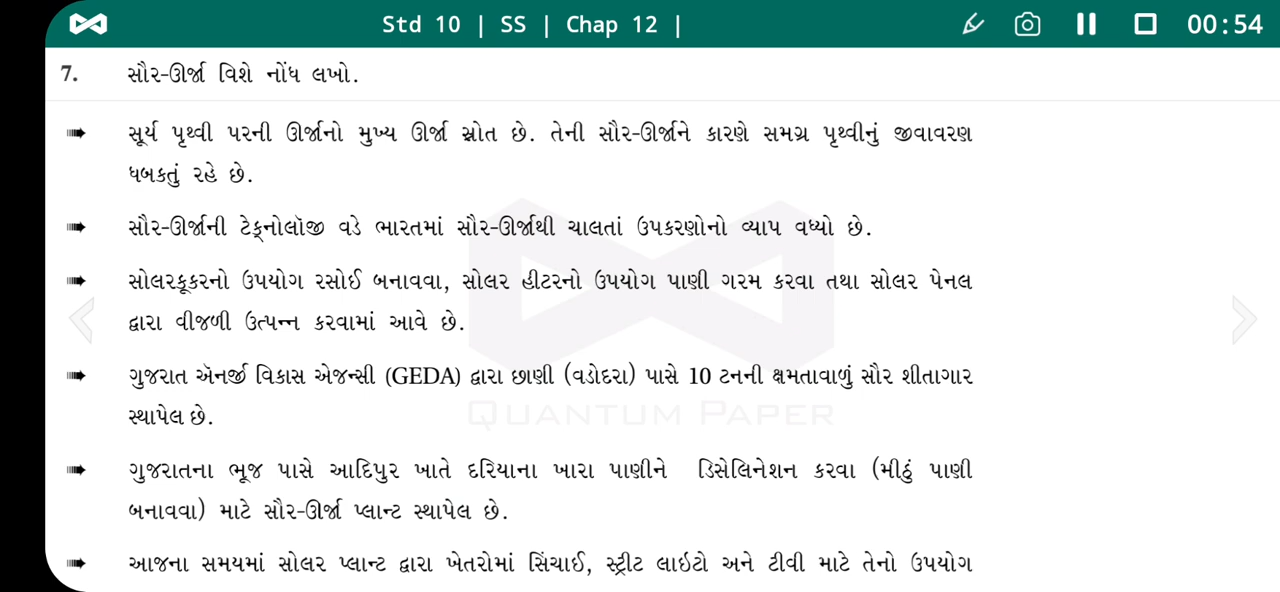 Std 10 | SS | Chap 12 |
00:54
7. સૌર-ઊર્જા વિશે નોંધ લખો.
સૂર્ય પૃથ્વી પરની ઊર્જાનો મુખ્ય ઊર્જા સ્રોત છે. તેની સૌર-ઊર્જાને કારણે સમગ્ર પૃથ્વીનું જીવાવરણ
ધબકતું રહે છે.
સૌર-ઊર્જાની ટેક્નોલૉજી વડે ભારતમાં સૌર-ઊર્જાથી ચાલતાં ઉપકરણોનો વ્યાપ વધ્યો છે.
સોલરકૂકરનો ઉપયોગ રસોઈ બનાવવા, સોલર હીટરનો ઉપયોગ પાણી ગરમ કરવા તથા સોલર પેનલ
દ્વારા વીજળી ઉત્પન્ન કરવામાં આવે છે.
ગુજરાત ઍનર્જી વિકાસ એજન્સી (GEDA) દ્વારા છાણી (વડોદરા) પાસે 10 ટનની ક્ષમતાવાળું સૌર શીતાગાર
સ્થાપેલ છે.
QUANTUM PAPER
ગુજરાતના ભૂજ પાસે આદિપુર ખાતે દરિયાના ખારા પાણીને ડિસેલિનેશન કરવા (મીઠું પાણી
બનાવવા) માટે સૌર-ઊર્જા પ્લાન્ટ સ્થાપેલ છે.
આજના સમયમાં સોલર પ્લાન્ટ દ્વારા ખેતરોમાં સિંચાઈ, સ્ટ્રીટ લાઇટો અને ટીવી માટે તેનો ઉપયોગ